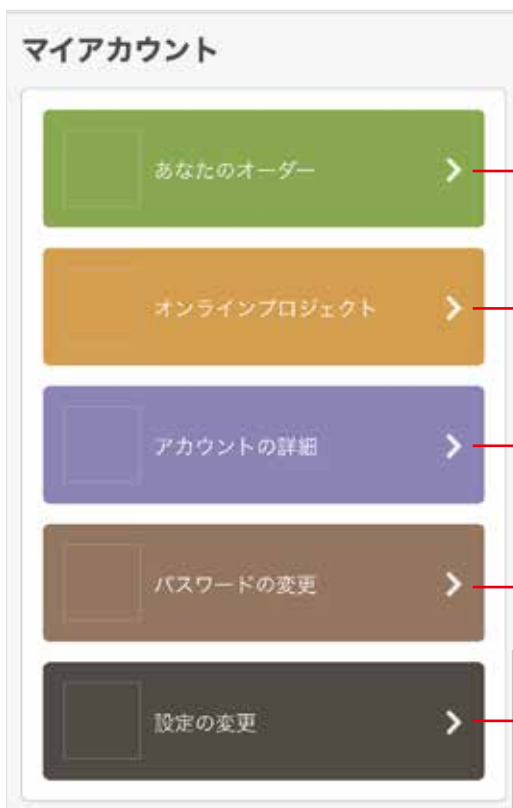 マイアカウント
あなたのオーダー
オンラインプロジェクト
アカウントの詳細
パスワードの変更
設定の変更